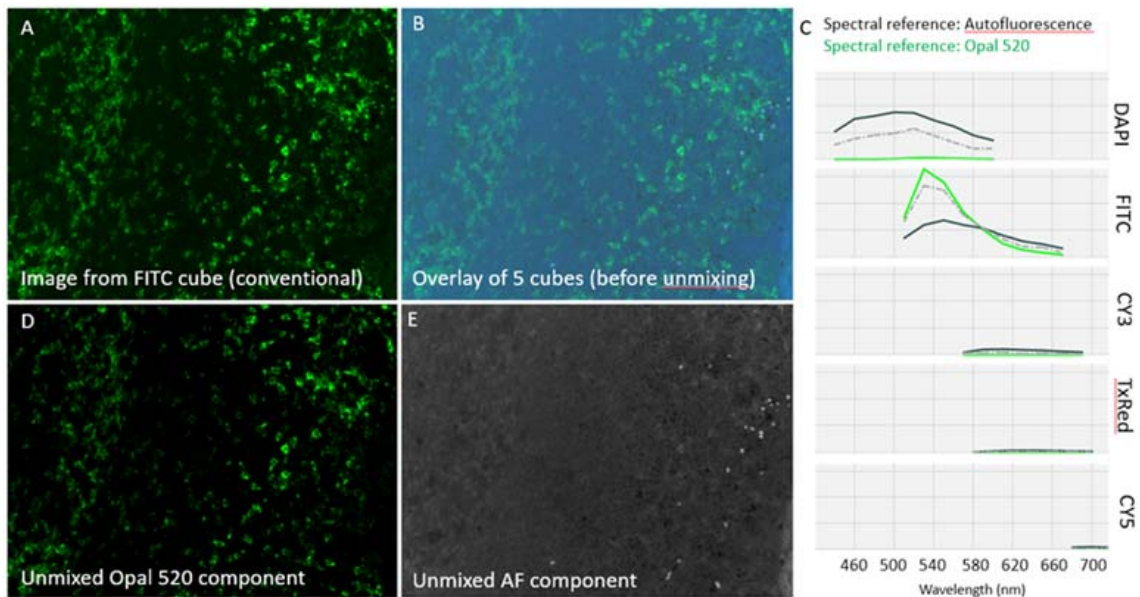 A
Image from FITC cube (conventional)
B
Overlay of 5 cubes (before unmixing)
C Spectral reference: Autofluorescence
Spectral reference: Opal 520
DAPI
FITC
CY3
TxRed
CY5
460 500 540 580 620 660 700
Wavelength (nm)
D
Unmixed Opal 520 component
E
Unmixed AF component